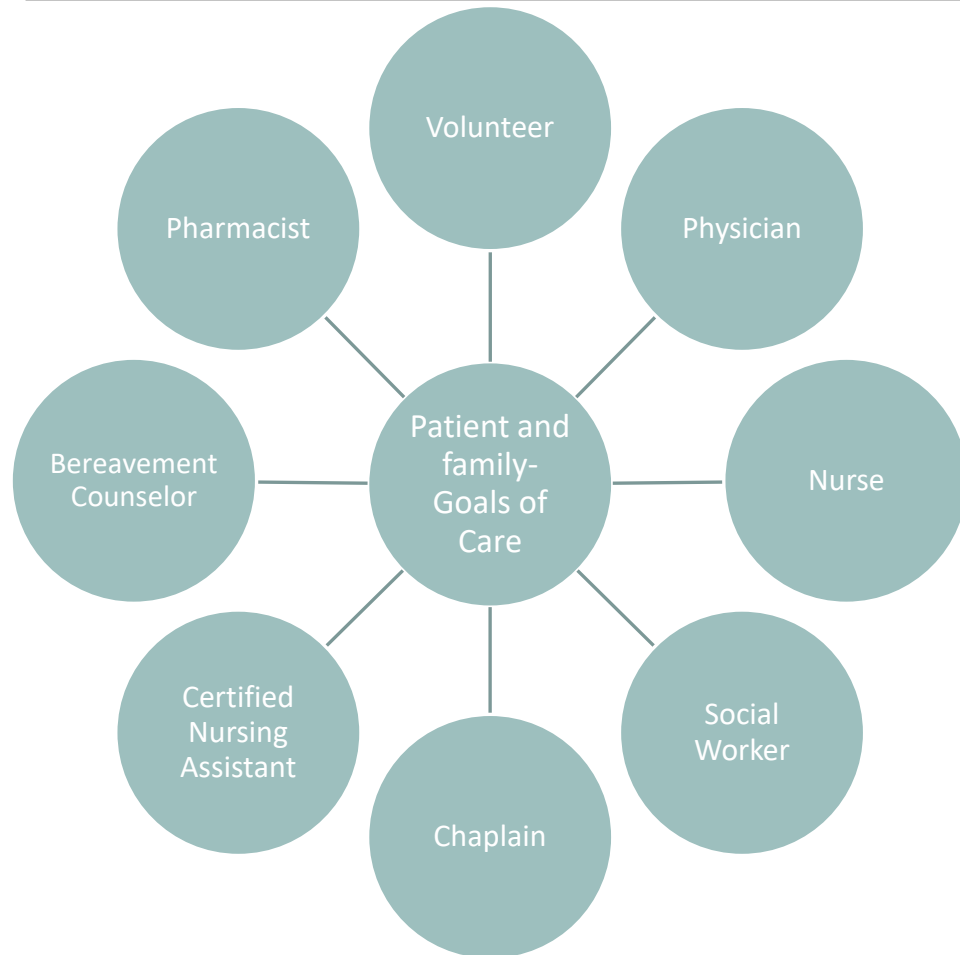 Volunteer
Physician
Nurse
Social
Worker
Chaplain
Certified
Nursing
Assistant
Bereavement
Counselor
Pharmacist
Patient and
family-
Goals of
Care